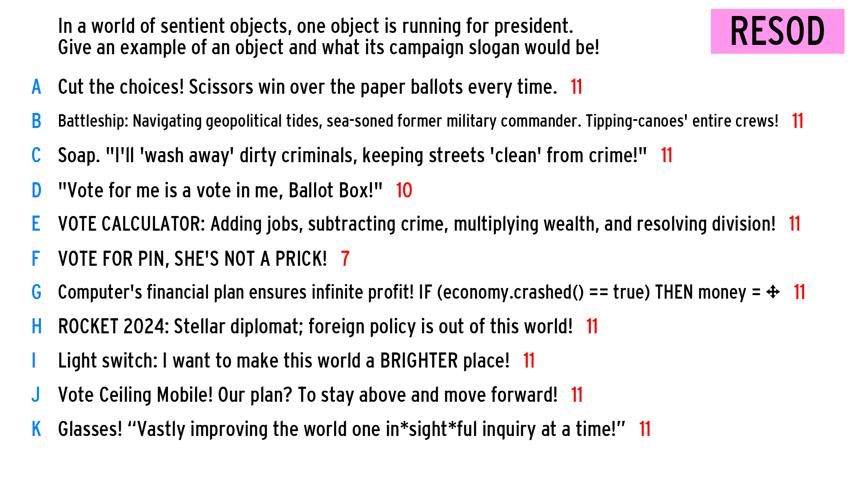 In a world of sentient objects, one object is running for president.
Give an example of an object and what its campaign slogan would be!
RESOD
A Cut the choices! Scissors win over the paper ballots every time. 11
B Battleship: Navigating geopolitical tides, sea-soned former military commander. Tipping-canoes' entire crews! 11
C Soap. "I'll 'wash away' dirty criminals, keeping streets 'clean' from crime!" 11
D "Vote for me is a vote in me, Ballot Box!" 10
E VOTE CALCULATOR: Adding jobs, subtracting crime, multiplying wealth, and resolving division! 11
F VOTE FOR PIN, SHE'S NOT A PRICK! 7
G Computer's financial plan ensures infinite profit! IF (economy.crashed() == true) THEN money = ✢ 11
H ROCKET 2024: Stellar diplomat; foreign policy is out of this world! 11
I Light switch: I want to make this world a BRIGHTER place! 11
J Vote Ceiling Mobile! Our plan? To stay above and move forward! 11
K Glasses! “Vastly improving the world one in*sight*ful inquiry at a time!” 11